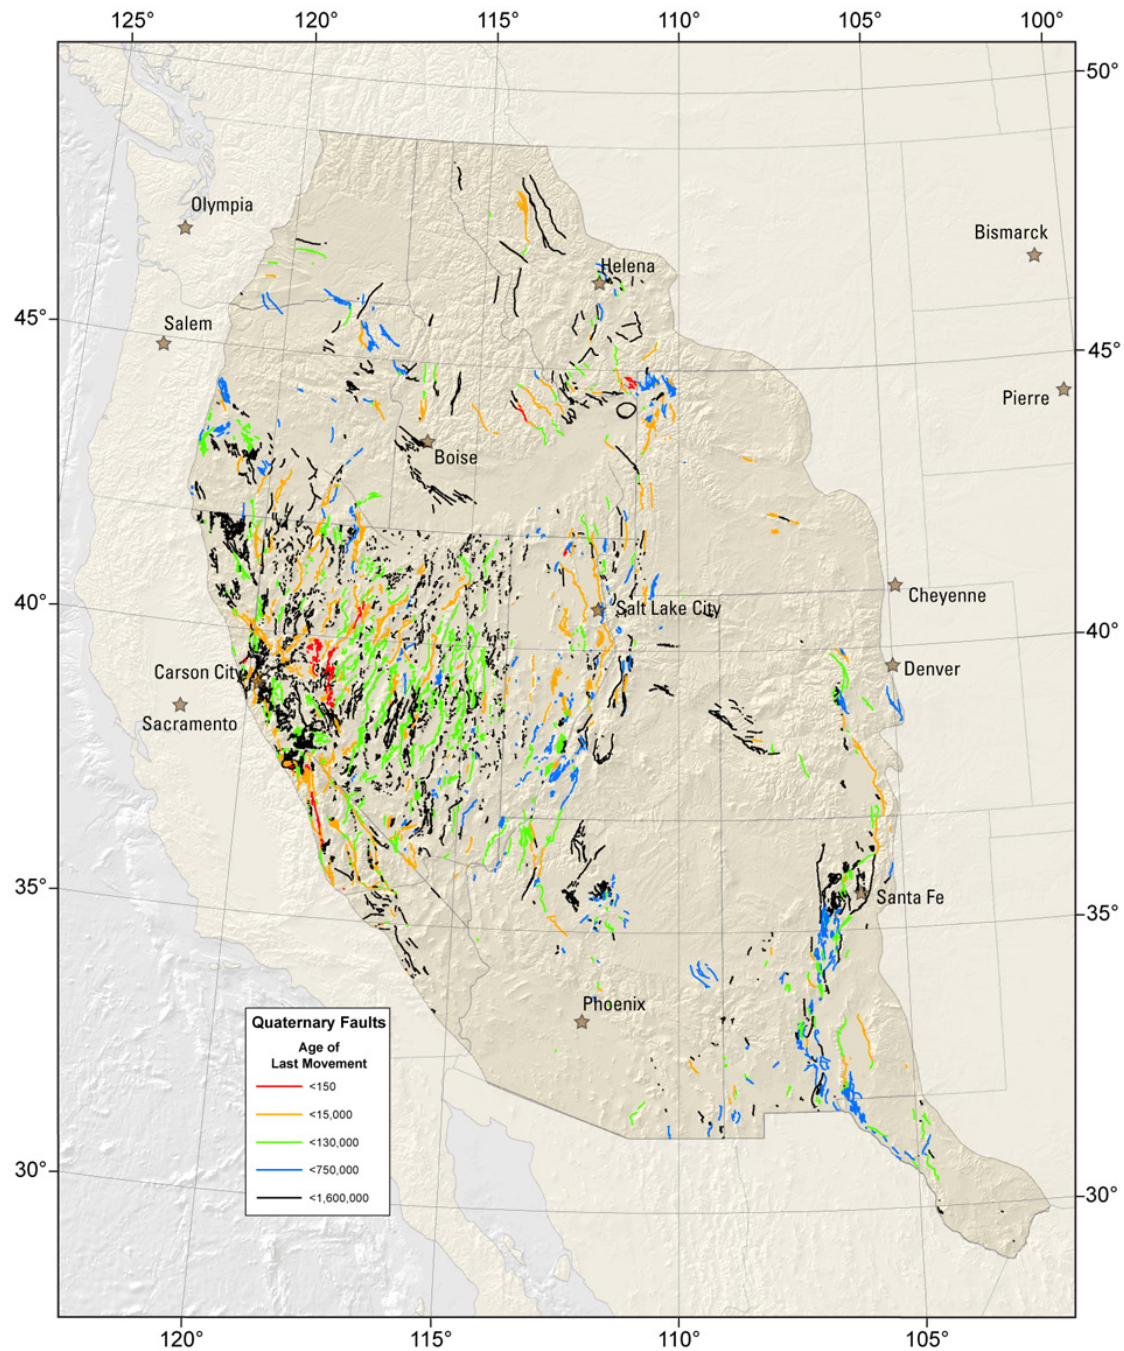 125°
120°
115°
110°
105°
100°
50°
Olympia
Bismarck
Helena
45°
Salem
45°
Pierre
Boise
40°
Salt Lake City
Cheyenne
40°
Carson City
Denver
Sacramento
35°
Santa Fe
35°
Phoenix
Quaternary Faults
Age of
Last Movement
<150
<15,000
<130,000
<750,000
<1,600,000
30°
30°
120°
115°
110°
105°